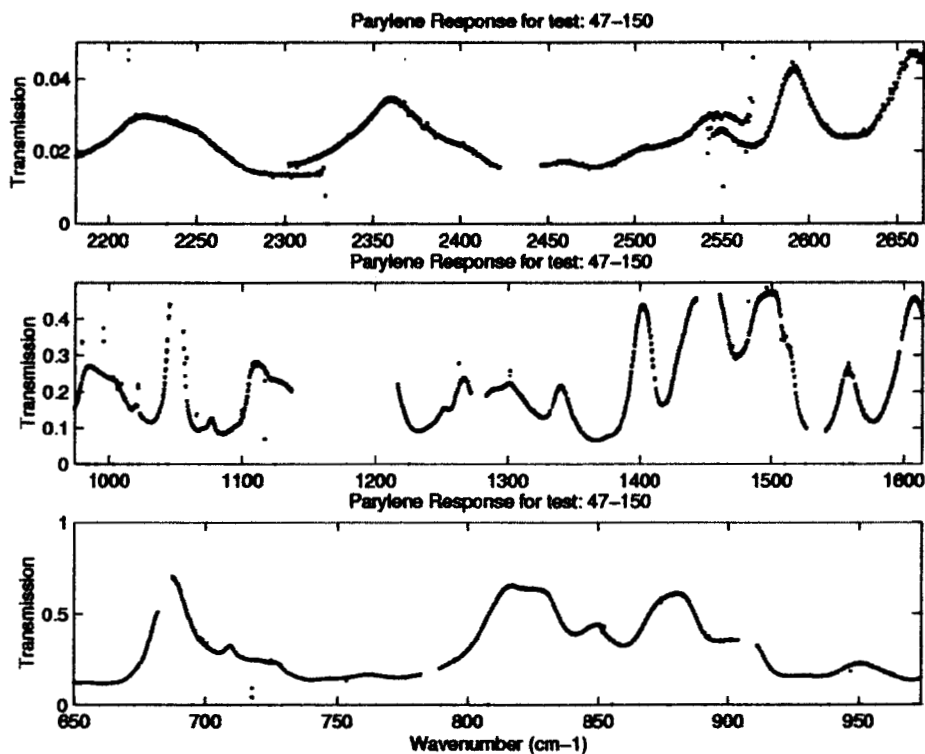 Parylene Response for test: 47-150
Transmission
0.04
0.02
0
2200 2250 2300 2350 2400 2450 2500 2550 2600 2650
Parylene Response for test: 47-150
Transmission
0.4
0.3
0.2
0.1
0
1000 1100 1200 1300 1400 1500 1600
Parylene Response for test: 47-150
Transmission
1
0.5
0
650 700 750 800 850 900 950
Wavenumber (cm-1)